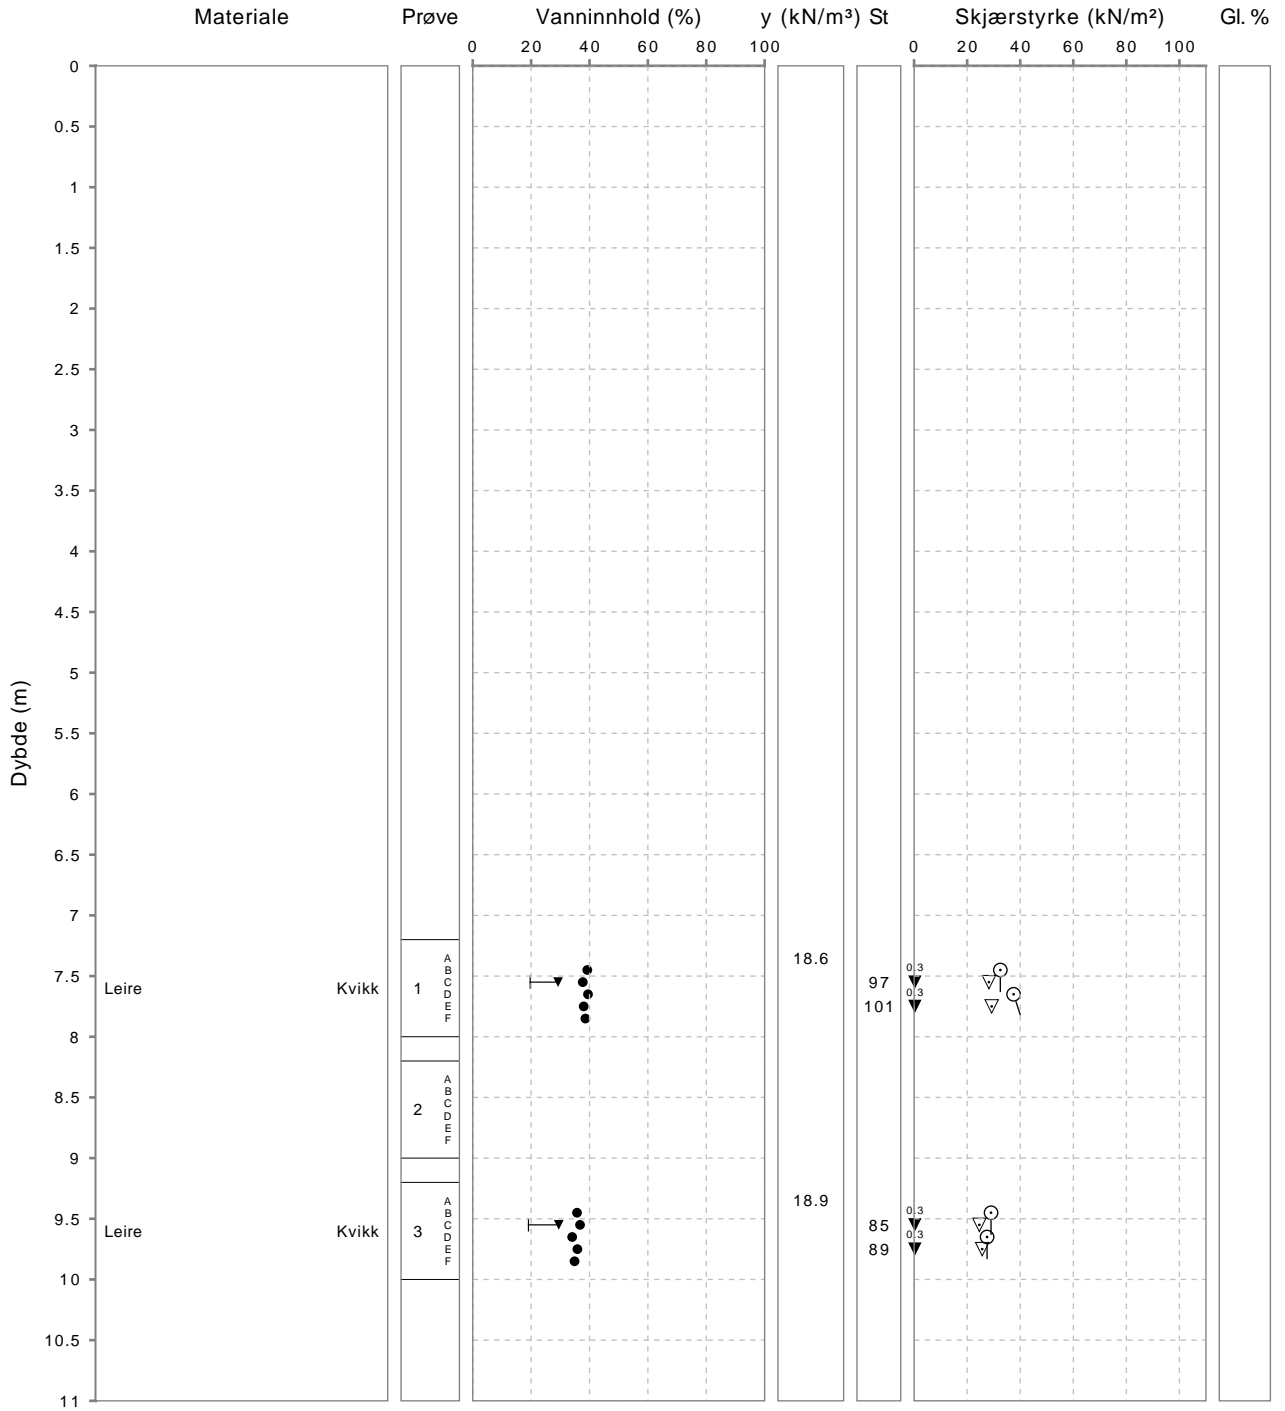 Materiale Prøve Vanninnhold (%) y (kN/m³) St Skjærstyrke (kN/m²) Gl. %
0 20 40 60 80 100 0 20 40 60 80 100
0
0.5
1
1.5
2
2.5
3
3.5
4
4.5
5
Dybde (m)
5.5
6
6.5
7
A 18.6
B 0.3
7.5 C 97
Leire Kvikk 1 D 0.3
E 101
F
8
A
B
8.5 C
2 D
E
F
9
A 18.9
B 0.3
9.5 C 85
Leire Kvikk 3 D 0.3
E 89
F
10
10.5
11